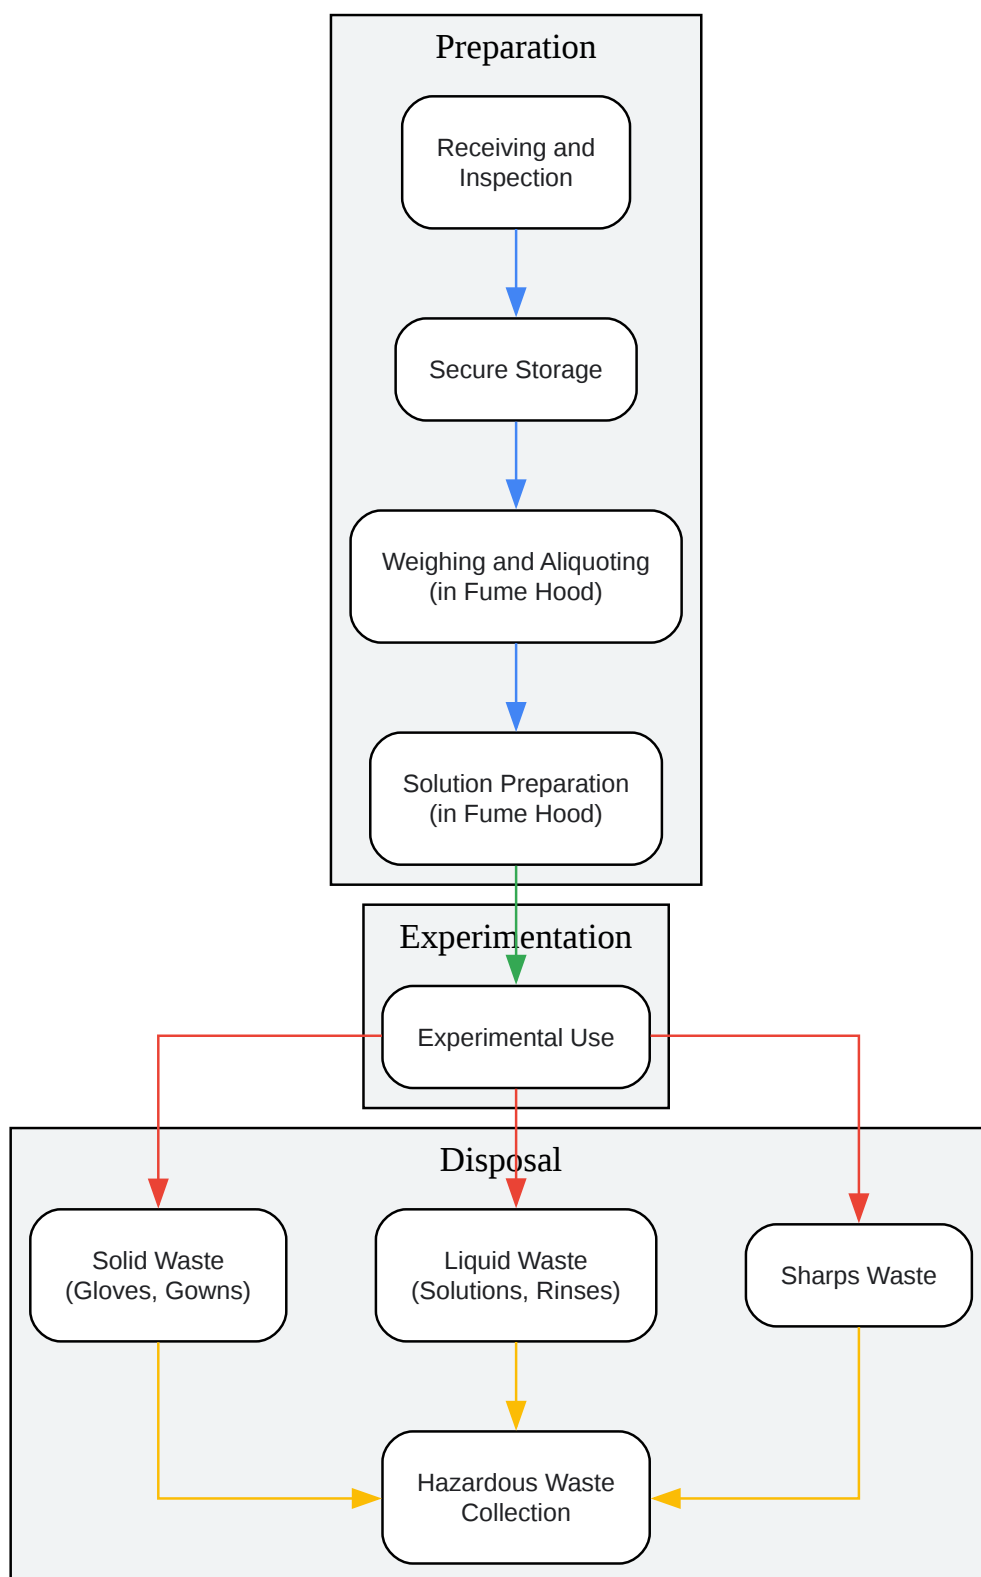 Preparation
Receiving and
Inspection
Secure Storage
Weighing and Aliquoting
(in Fume Hood)
Solution Preparation
(in Fume Hood)
Experimentation
Experimental Use
Disposal
Solid Waste
(Gloves, Gowns)
Liquid Waste
(Solutions, Rinses)
Sharps Waste
Hazardous Waste
Collection